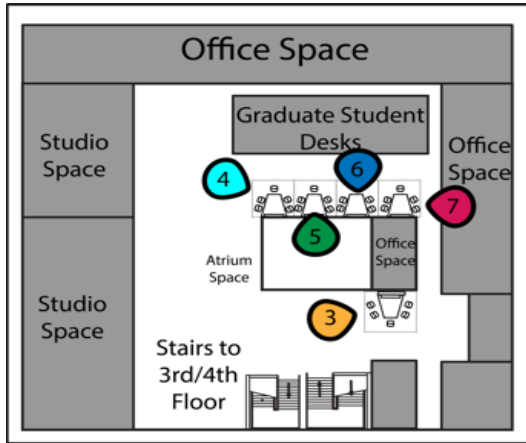 Office Space
Graduate Student
Desks
Studio
Space
Office
Space
4
6
7
5
Atrium
Space
Office
Space
Studio
Space
3
Stairs to
3rd/4th
Floor